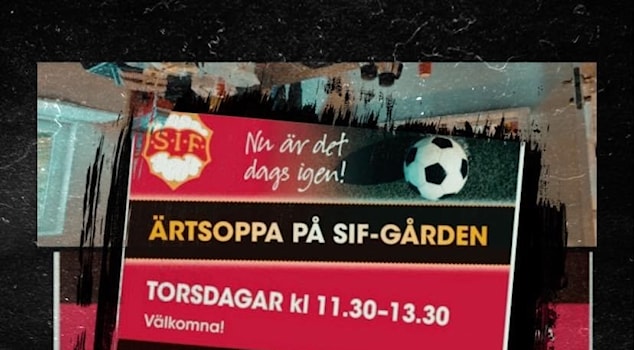 S.I.F.
Nu är det
dags igen!
ÄRTSOPPA PÅ SIF-GÅRDEN
TORSDAGAR kl 11.30-13.30
Välkomna!